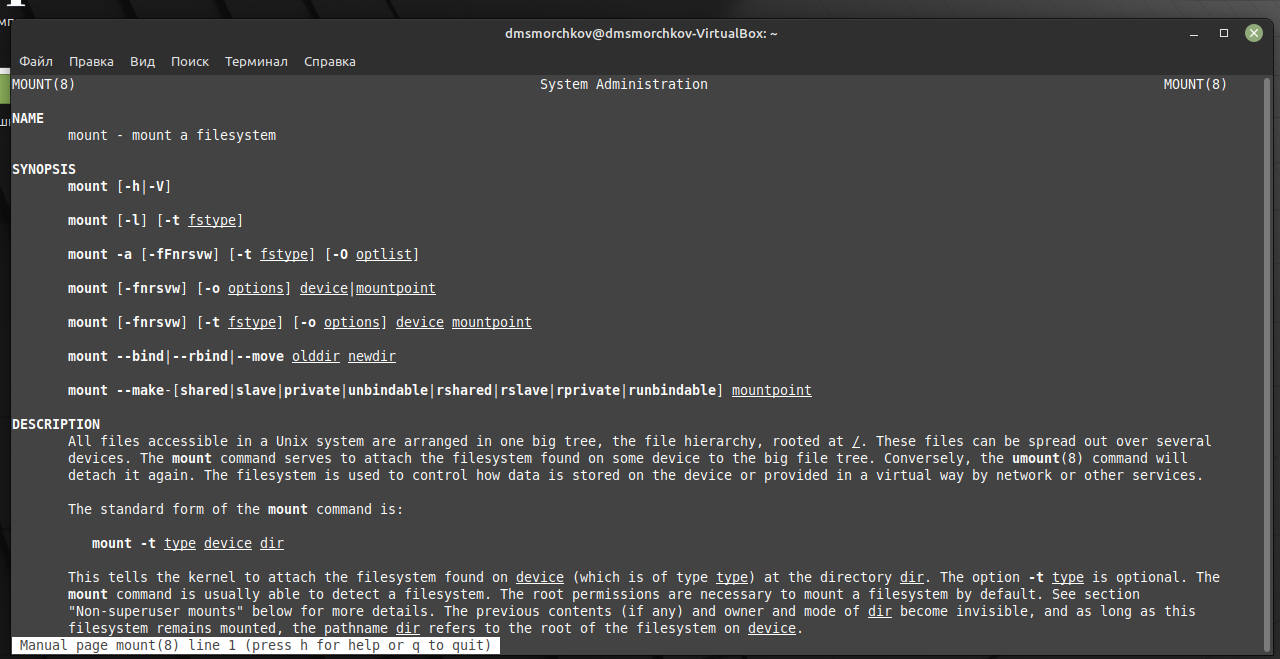 dmsmorchkov@dmsmorchkov-VirtualBox: ~
Файл Правка Вид Поиск Терминал Справка
MOUNT(8) System Administration MOUNT(8)
NAME
mount - mount a filesystem
SYNOPSIS
mount [-h|-V]
mount [-l] [-t fstype]
mount -a [-fFnrsvw] [-t fstype] [-O optlist]
mount [-fnrsvw] [-o options] device|mountpoint
mount [-fnrsvw] [-t fstype] [-o options] device mountpoint
mount --bind|--rbind|--move olddir newdir
mount --make-[shared|slave|private|unbindable|rshared|rslave|rprivate|runbindable] mountpoint
DESCRIPTION
All files accessible in a Unix system are arranged in one big tree, the file hierarchy, rooted at /. These files can be spread out over several
devices. The mount command serves to attach the filesystem found on some device to the big file tree. Conversely, the umount(8) command will
detach it again. The filesystem is used to control how data is stored on the device or provided in a virtual way by network or other services.
The standard form of the mount command is:
mount -t type device dir
This tells the kernel to attach the filesystem found on device (which is of type type) at the directory dir. The option -t type is optional. The
mount command is usually able to detect a filesystem. The root permissions are necessary to mount a filesystem by default. See section
"Non-superuser mounts" below for more details. The previous contents (if any) and owner and mode of dir become invisible, and as long as this
filesystem remains mounted, the pathname dir refers to the root of the filesystem on device.
Manual page mount(8) line 1 (press h for help or q to quit)